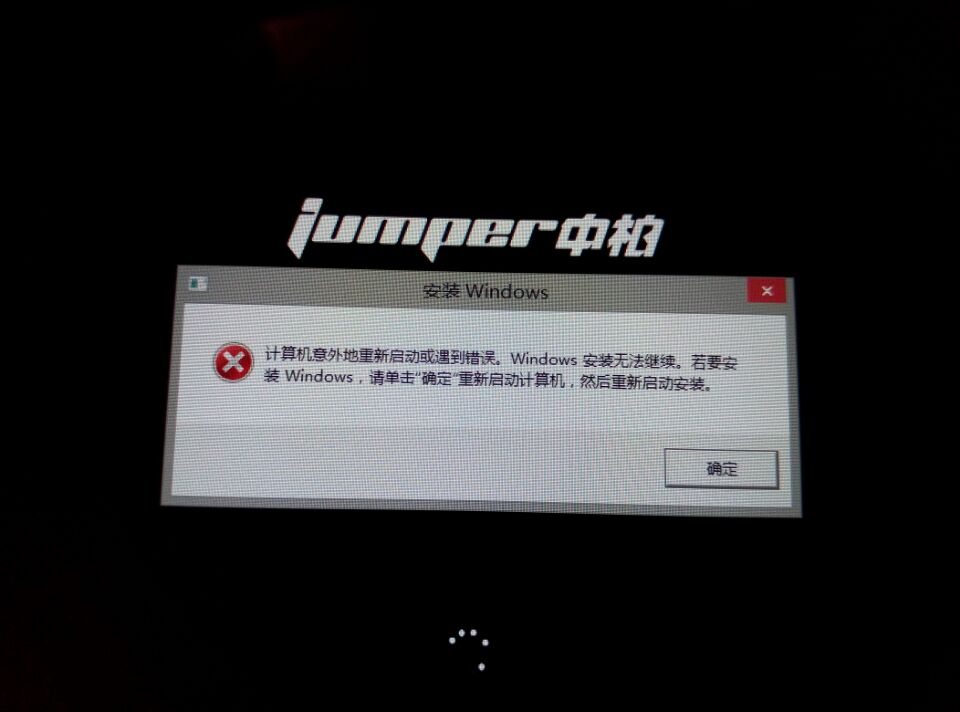 jumper中柏
安装 Windows
计算机意外地重新启动或遇到错误。Windows 安装无法继续。若要安
装 Windows，请单击“确定”重新启动计算机，然后重新启动安装。
确定